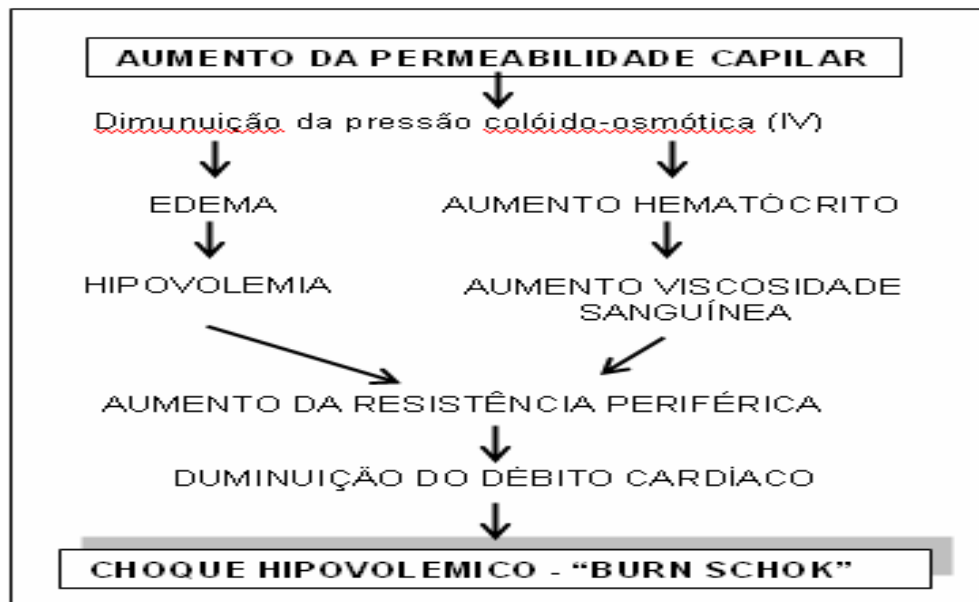 AUMENTO DA PERMEABILIDADE CAPILAR
Dimunuição da pressão colóido-osmótica (IV)
EDEMA
AUMENTO HEMATÓCRITO
HIPOVOLEMIA
AUMENTO VISCOSIDADE
SANGUÍNEA
AUMENTO DA RESISTÊNCIA PERIFÉRICA
DUMINUIÇÃO DO DÉBITO CARDÍACO
CHOQUE HIPOVOLEMICO - “BURN SCHOK”